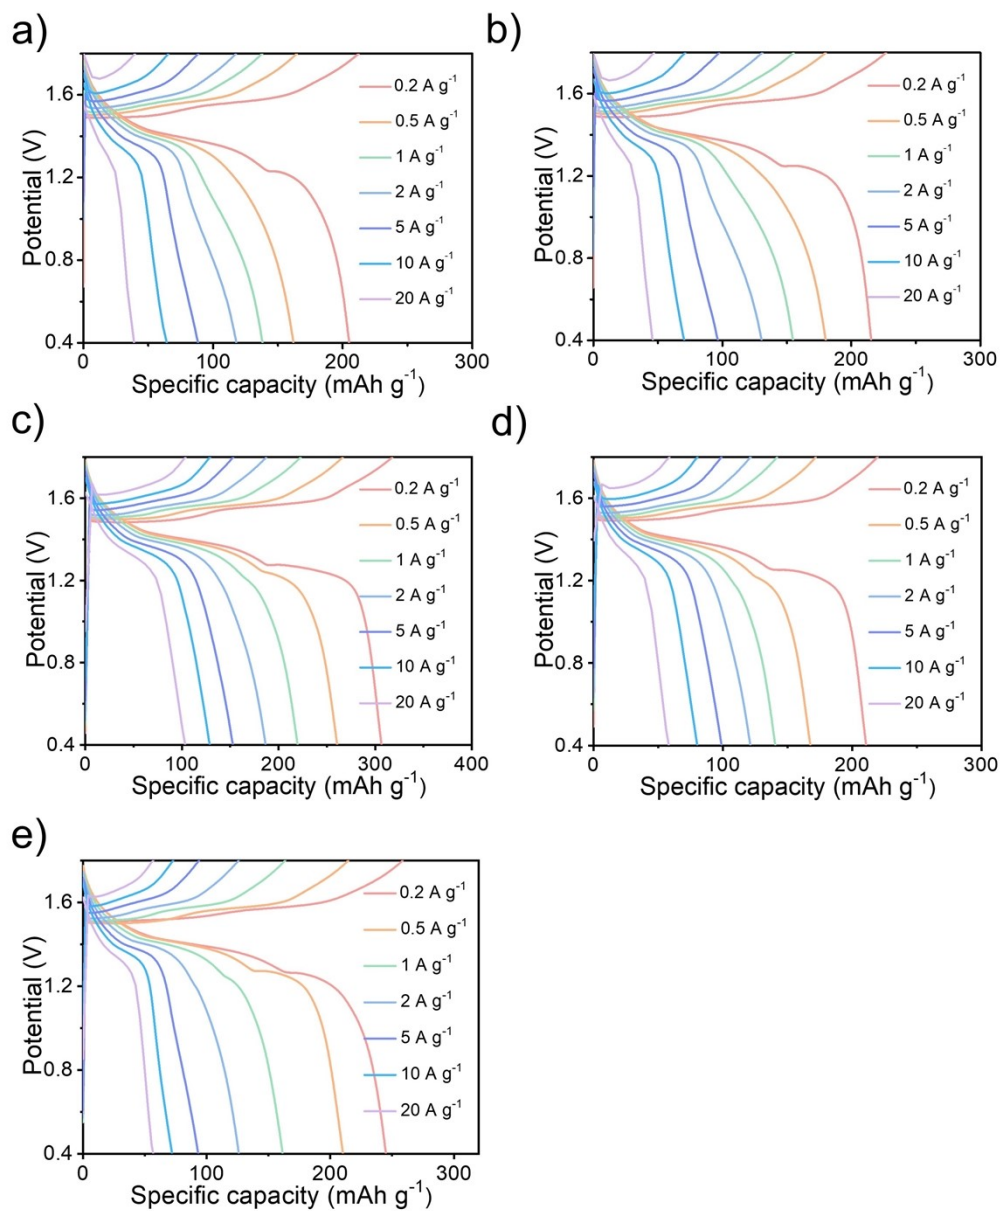 a)
Potential (V)
1.6
1.2
0.8
0.4
0.2 A g⁻¹
0.5 A g⁻¹
1 A g⁻¹
2 A g⁻¹
5 A g⁻¹
10 A g⁻¹
20 A g⁻¹
0 100 200 300
Specific capacity (mAh g⁻¹)
b)
Potential (V)
1.6
1.2
0.8
0.4
0.2 A g⁻¹
0.5 A g⁻¹
1 A g⁻¹
2 A g⁻¹
5 A g⁻¹
10 A g⁻¹
20 A g⁻¹
0 100 200 300
Specific capacity (mAh g⁻¹)
c)
Potential (V)
1.6
1.2
0.8
0.4
0.2 A g⁻¹
0.5 A g⁻¹
1 A g⁻¹
2 A g⁻¹
5 A g⁻¹
10 A g⁻¹
20 A g⁻¹
0 100 200 300 400
Specific capacity (mAh g⁻¹)
d)
Potential (V)
1.6
1.2
0.8
0.4
0.2 A g⁻¹
0.5 A g⁻¹
1 A g⁻¹
2 A g⁻¹
5 A g⁻¹
10 A g⁻¹
20 A g⁻¹
0 100 200 300
Specific capacity (mAh g⁻¹)
e)
Potential (V)
1.6
1.2
0.8
0.4
0.2 A g⁻¹
0.5 A g⁻¹
1 A g⁻¹
2 A g⁻¹
5 A g⁻¹
10 A g⁻¹
20 A g⁻¹
0 100 200 300
Specific capacity (mAh g⁻¹)